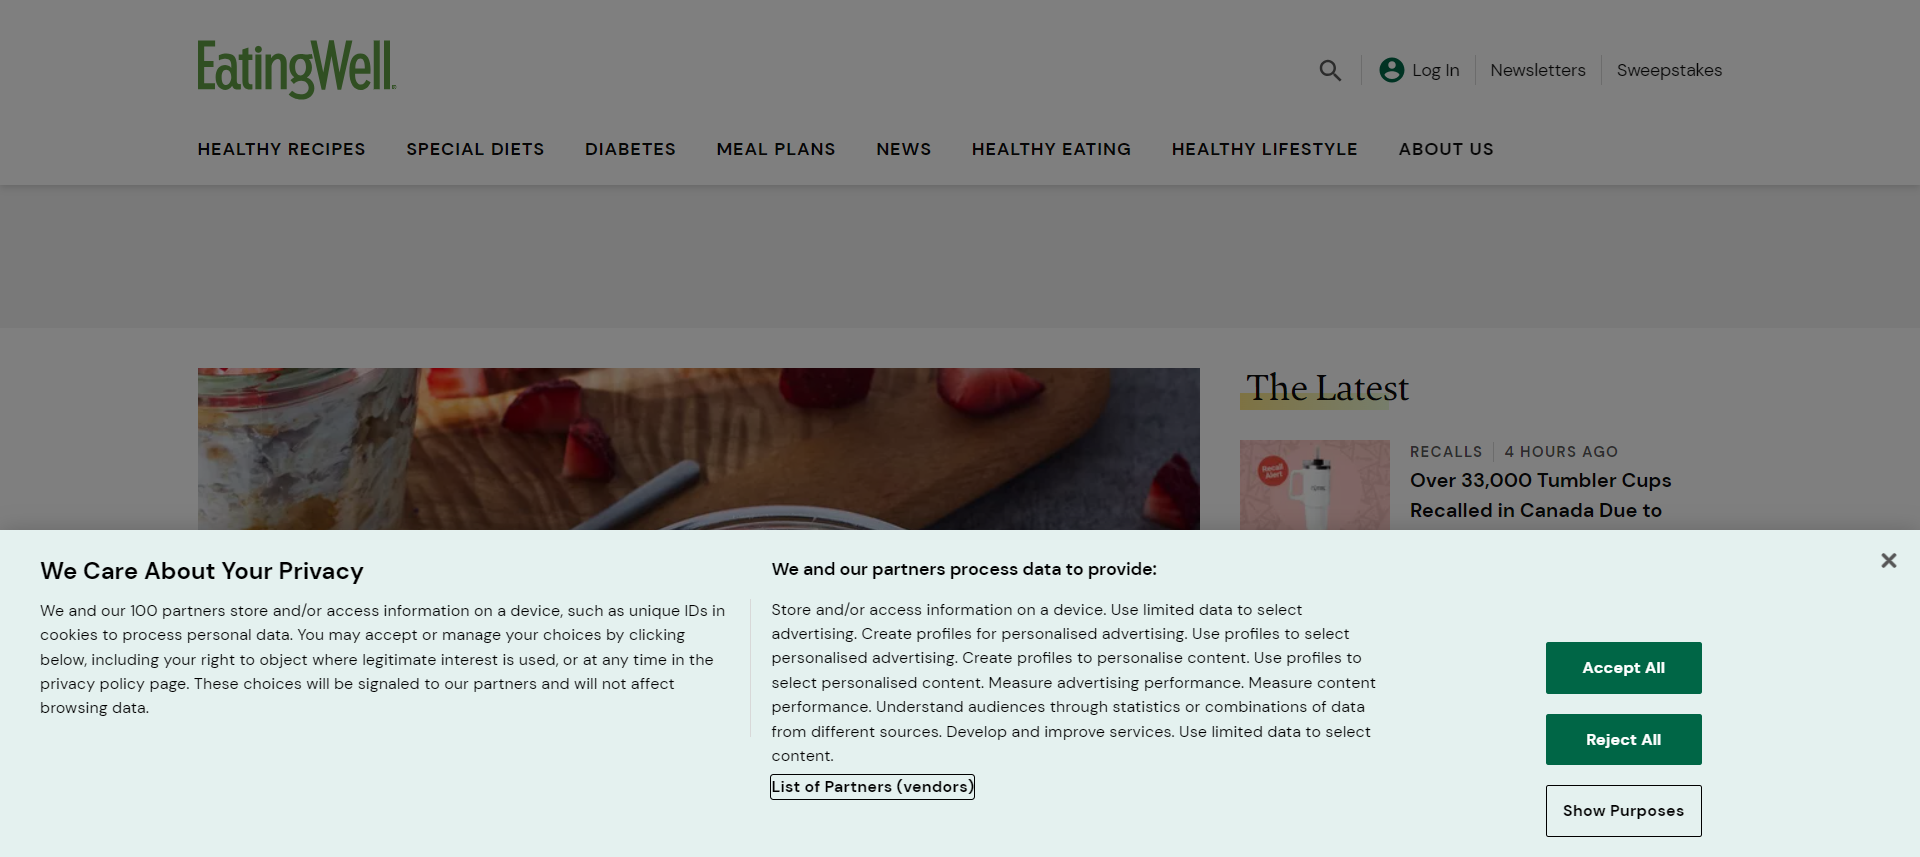 EatingWell
Log In
Newsletters
Sweepstakes
HEALTHY RECIPES
SPECIAL DIETS
DIABETES
MEAL PLANS
NEWS
HEALTHY EATING
HEALTHY LIFESTYLE
ABOUT US
The Latest
Recall
Alert
RECALLS
4 HOURS AGO
Over 33,000 Tumbler Cups
Recalled in Canada Due to
We Care About Your Privacy
We and our 100 partners store and/or access information on a device, such as unique IDs in
cookies to process personal data. You may accept or manage your choices by clicking
below, including your right to object where legitimate interest is used, or at any time in the
privacy policy page. These choices will be signaled to our partners and will not affect
browsing data.
We and our partners process data to provide:
Store and/or access information on a device. Use limited data to select
advertising. Create profiles for personalised advertising. Use profiles to select
personalised advertising. Create profiles to personalise content. Use profiles to
select personalised content. Measure advertising performance. Measure content
performance. Understand audiences through statistics or combinations of data
from different sources. Develop and improve services. Use limited data to select
content.
List of Partners (vendors)
Accept All
Reject All
Show Purposes